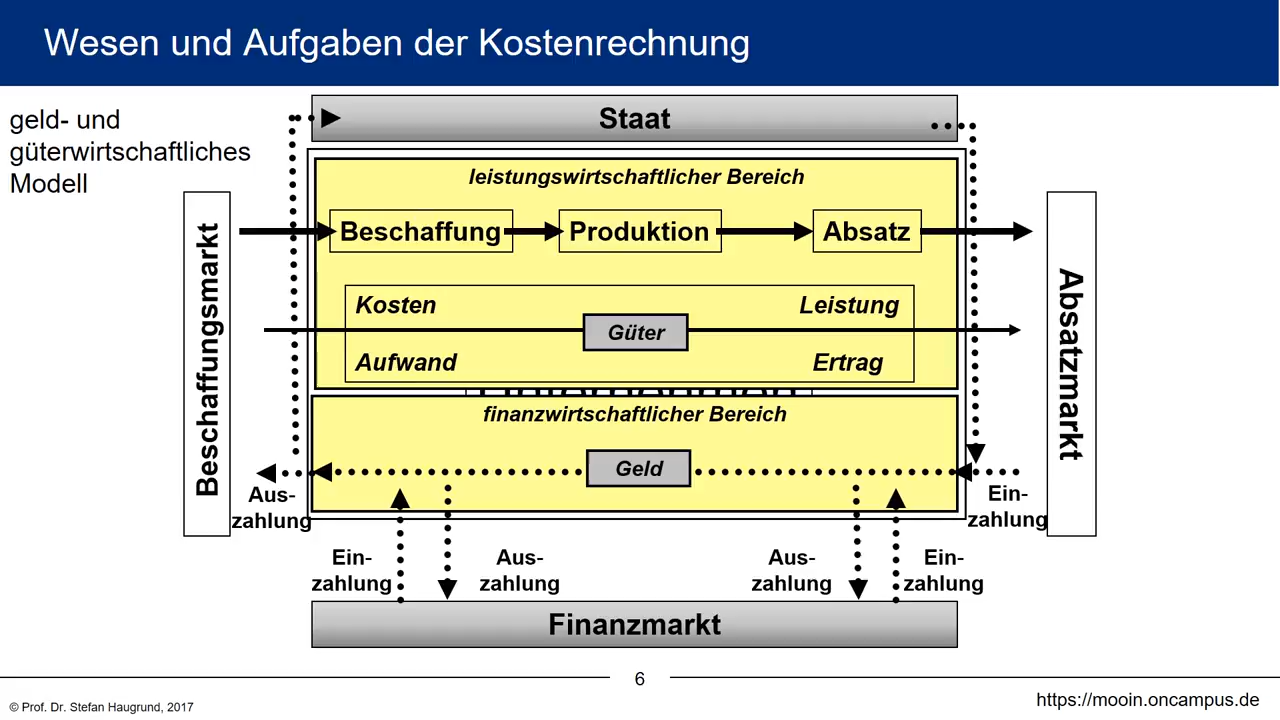 Wesen und Aufgaben der Kostenrechnung
geld- und
güterwirtschaftliches
Modell
Staat
leistungswirtschaftlicher Bereich
Beschaffung
Produktion
Absatz
Beschaffungsmarkt
Absatzmarkt
Kosten
Leistung
Güter
Aufwand
Ertrag
finanzwirtschaftlicher Bereich
Geld
Aus-
zahlung
Ein-
zahlung
Ein-
zahlung
Aus-
zahlung
Aus-
zahlung
Ein-
zahlung
Finanzmarkt
6
© Prof. Dr. Stefan Haugrund, 2017
https://mooin.oncampus.de